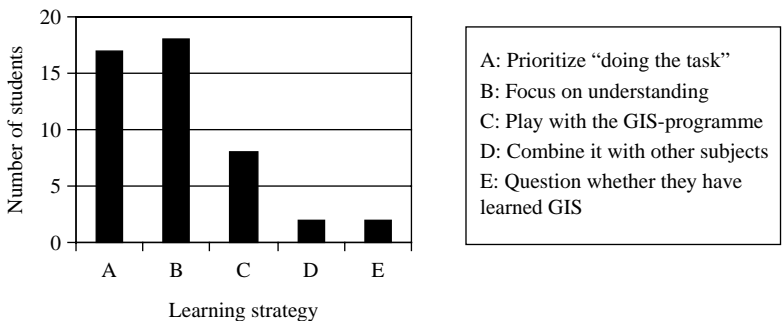 20
15
10
5
0
Number of students
A B C D E
Learning strategy
A: Prioritize “doing the task”
B: Focus on understanding
C: Play with the GIS-programme
D: Combine it with other subjects
E: Question whether they have
learned GIS